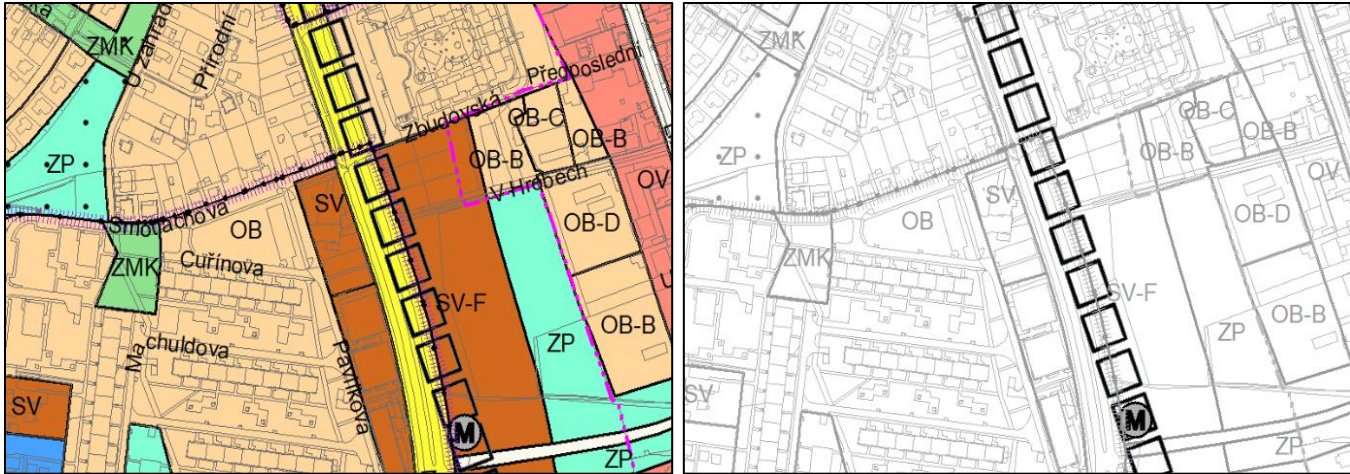 ZMK
U zahrad
Přírodní
Předposlední
Zbudovská
OB-C
OB-B
OB-B
ZP
V Hrobech
OV
Smotlachova
SV
OB
OB-D
Cuřínova
ZMK
SV-F
OB-B
Machuldova
ZP
Pavlíkova
SV
M
ZP
ZMK
OB-C
OB-B
OB-B
ZP
SV
OV
OB
OB-D
ZMK
SV-F
OB-B
ZP
SV
M
ZP